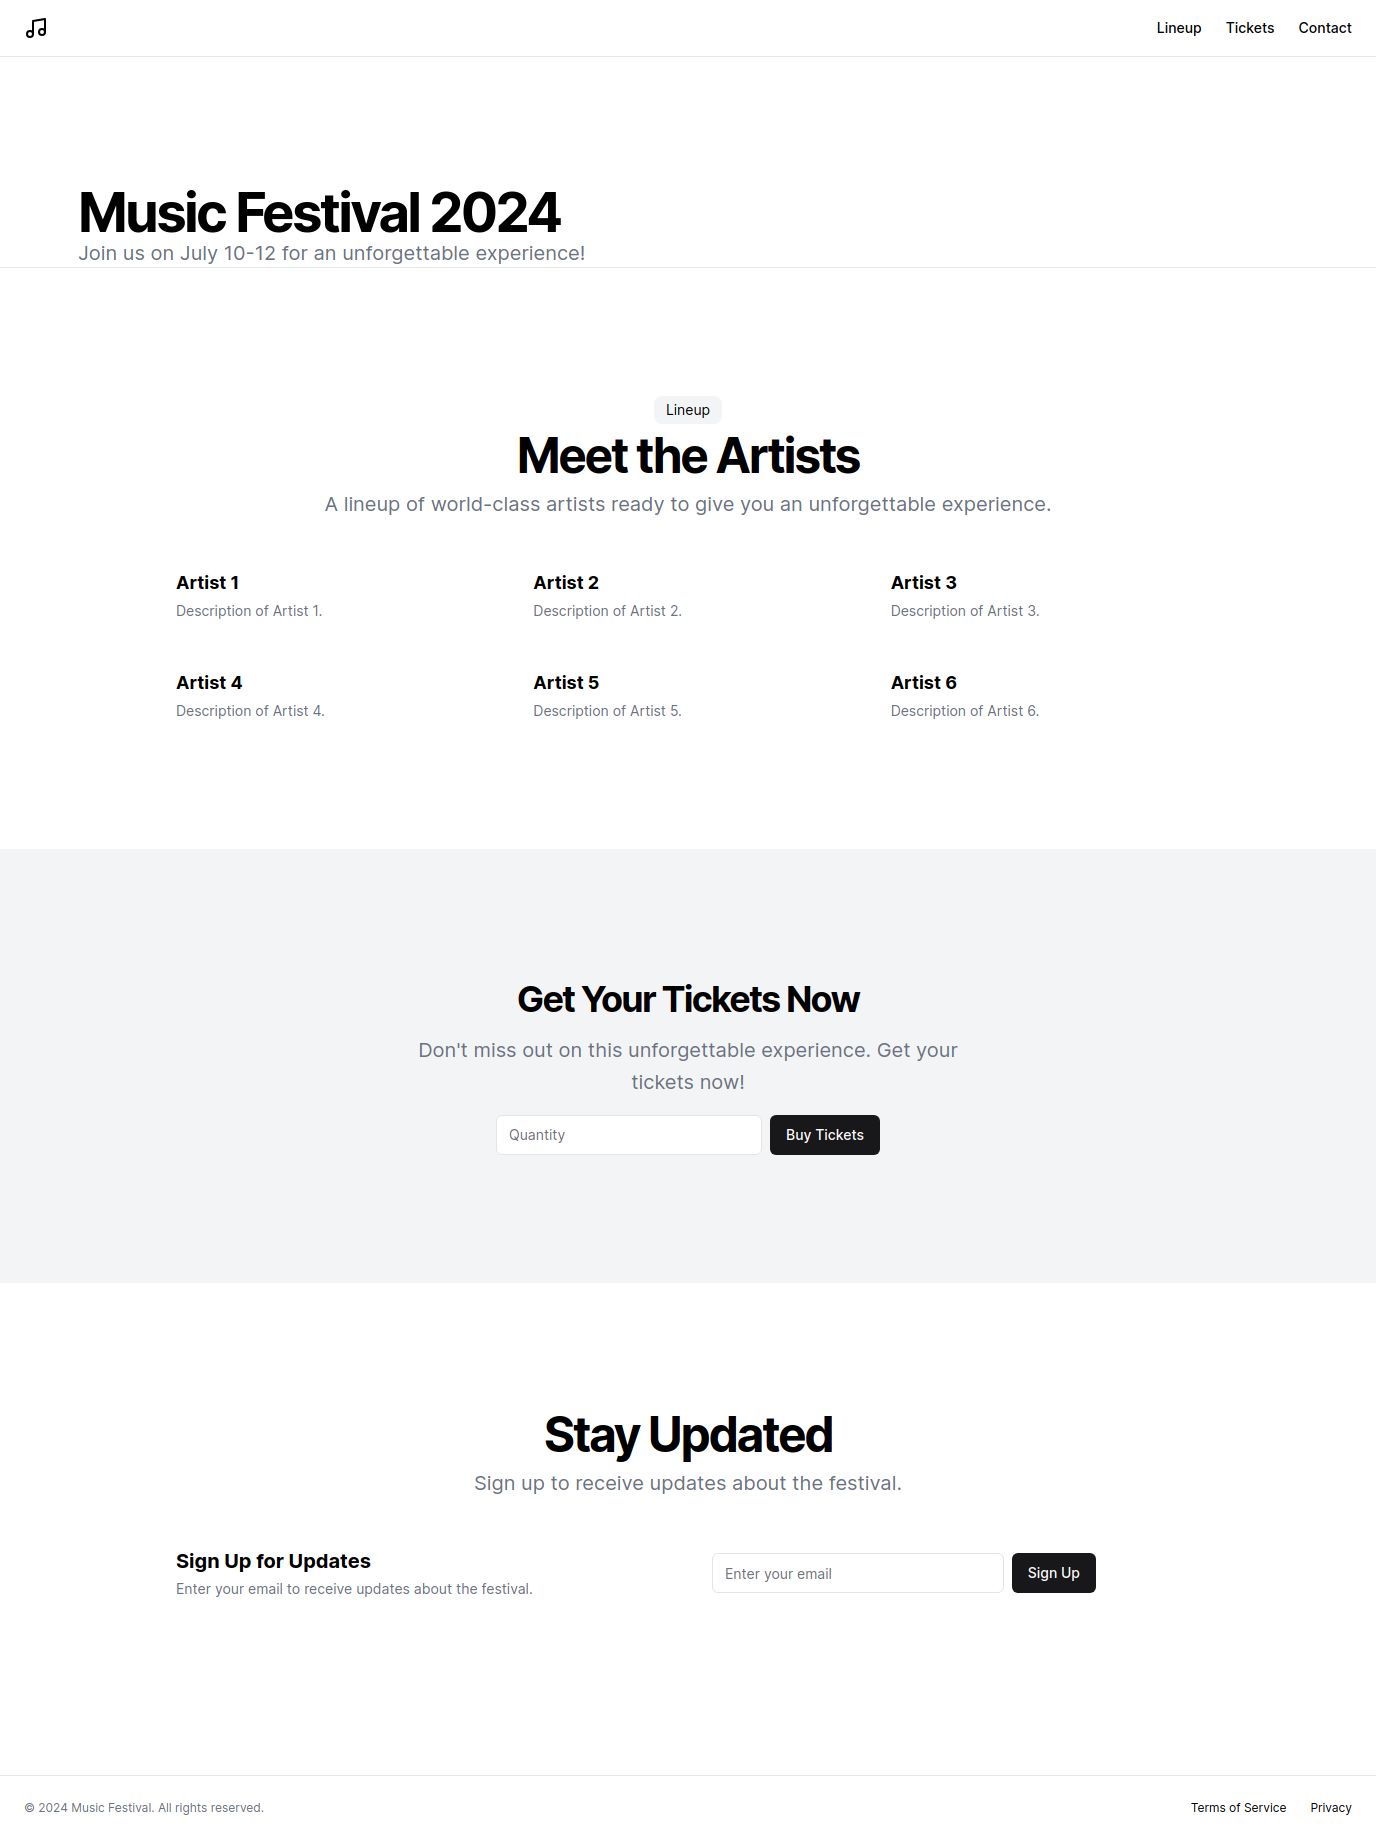 Lineup Tickets Contact
Music Festival 2024
Join us on July 10-12 for an unforgettable experience!
Lineup
Meet the Artists
A lineup of world-class artists ready to give you an unforgettable experience.
Artist 1
Description of Artist 1.
Artist 2
Description of Artist 2.
Artist 3
Description of Artist 3.
Artist 4
Description of Artist 4.
Artist 5
Description of Artist 5.
Artist 6
Description of Artist 6.
Get Your Tickets Now
Don't miss out on this unforgettable experience. Get your
tickets now!
Quantity
Buy Tickets
Stay Updated
Sign up to receive updates about the festival.
Sign Up for Updates
Enter your email to receive updates about the festival.
Enter your email
Sign Up
© 2024 Music Festival. All rights reserved.
Terms of Service Privacy